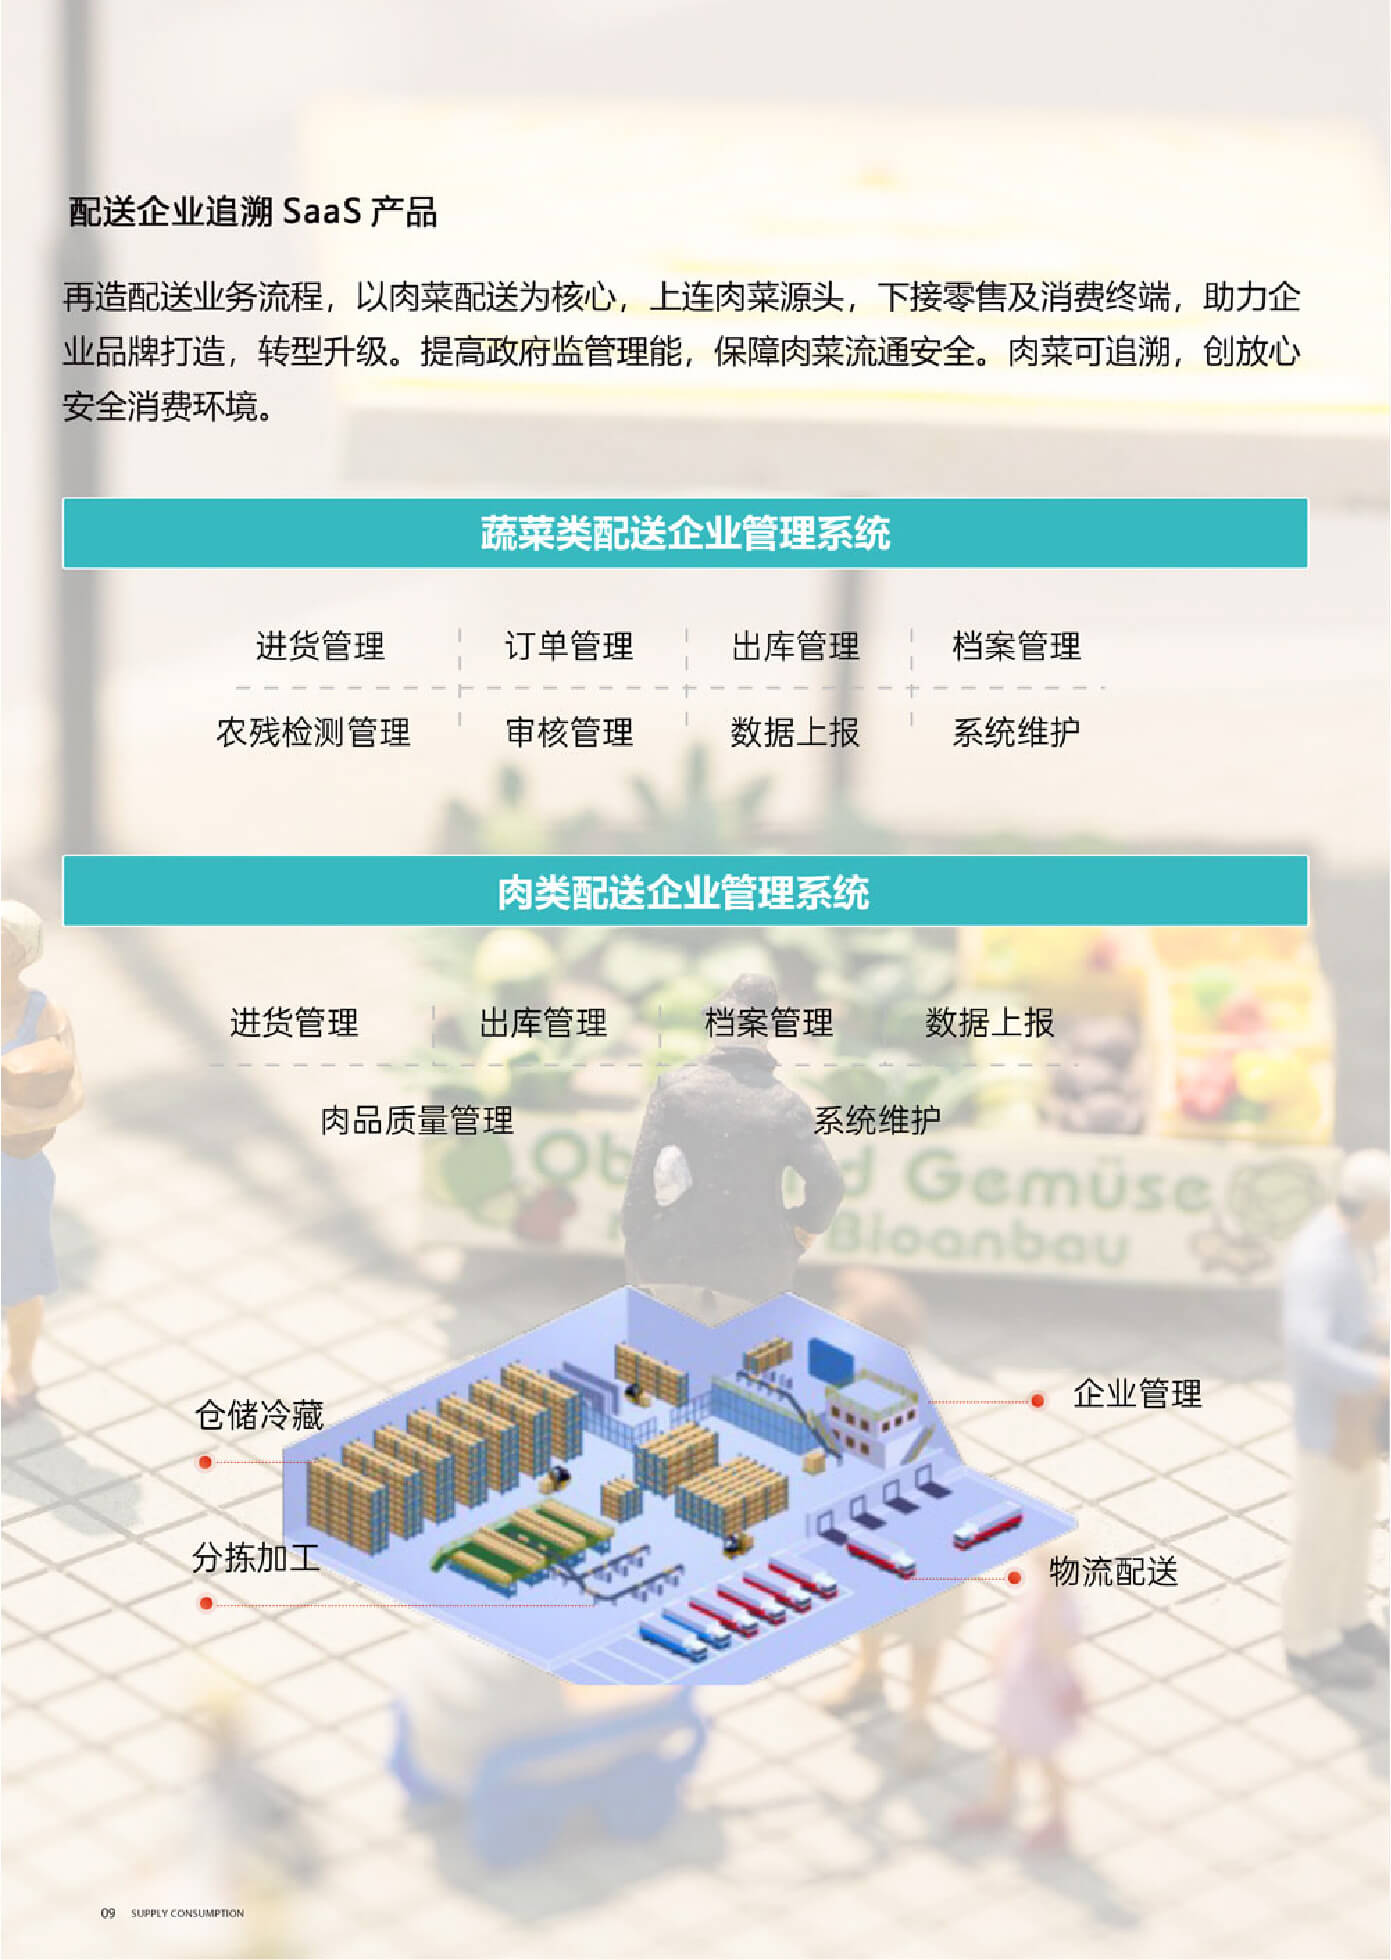 配送企业追溯 SaaS 产品
再造配送业务流程，以肉菜配送为核心，上连肉菜源头，下接零售及消费终端，助力企
业品牌打造，转型升级。提高政府监管理能，保障肉菜流通安全。肉菜可追溯，创放心
安全消费环境。
蔬菜类配送企业管理系统
进货管理 订单管理 出库管理 档案管理
农残检测管理 审核管理 数据上报 系统维护
肉类配送企业管理系统
进货管理 出库管理 档案管理 数据上报
肉品质量管理 系统维护
Gemüse
Bioanbau
企业管理
仓储冷藏
分拣加工
物流配送
09 SUPPLY CONSUMPTION